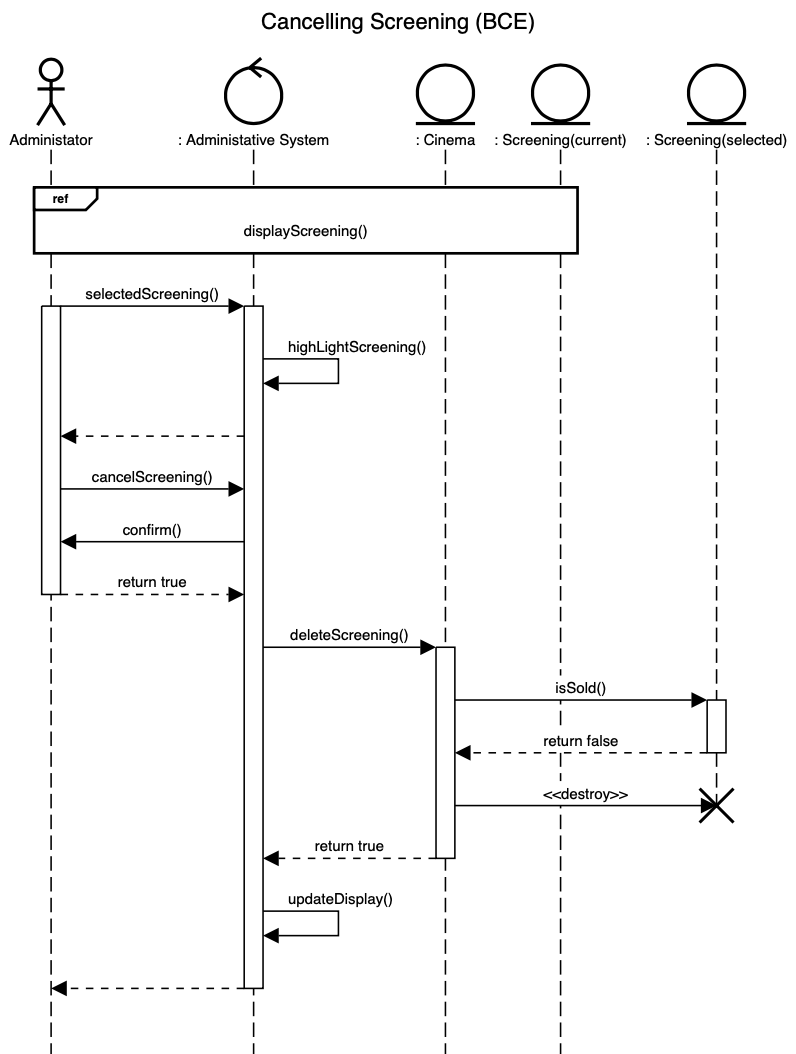 Cancelling Screening (BCE)
Administator
: Administative System
: Cinema
: Screening(current)
: Screening(selected)
ref
displayScreening()
selectedScreening()
highLightScreening()
cancelScreening()
confirm()
return true
deleteScreening()
isSold()
return false
<<destroy>>
return true
updateDisplay()